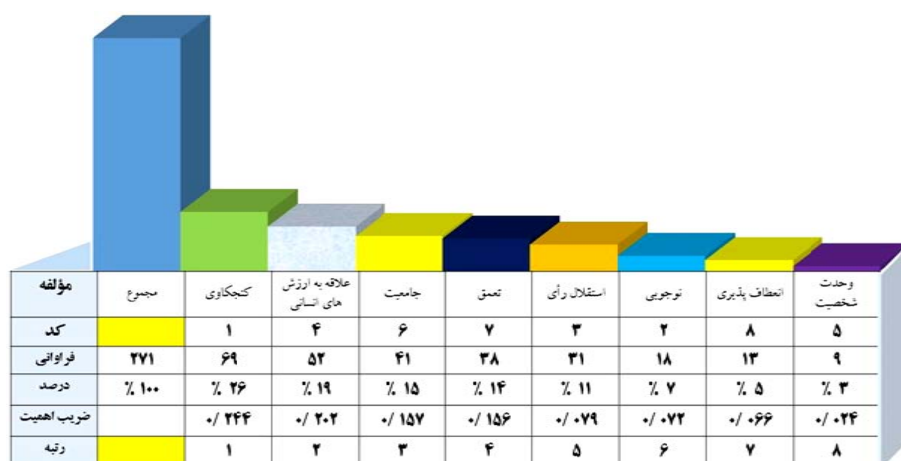 مؤلفه مجموع کنجکاوی علاقه به ارزش های انسانی جامعیت تعمق استقلال رأی نوجویی انعطاف پذیری وحدت شخصیت
کد ۱ ۴ ۶ ۷ ۳ ۲ ۸ ۵
فراوانی ۲۷۱ ۶۹ ۵۲ ۴۱ ۳۸ ۳۱ ۱۸ ۱۳ ۹
درصد ۱۰۰ ٪ ۲۶ ٪ ۱۹ ٪ ۱۵ ٪ ۱۴ ٪ ۱۱ ٪ ۷ ٪ ۵ ٪ ۳ ٪
ضریب اهمیت ۰/۲۴۴ ۰/۲۰۲ ۰/۱۵۷ ۰/۱۵۶ ۰/۰۷۹ ۰/۰۷۲ ۰/۰۶۶ ۰/۰۲۴
رتبه ۱ ۲ ۳ ۴ ۵ ۶ ۷ ۸